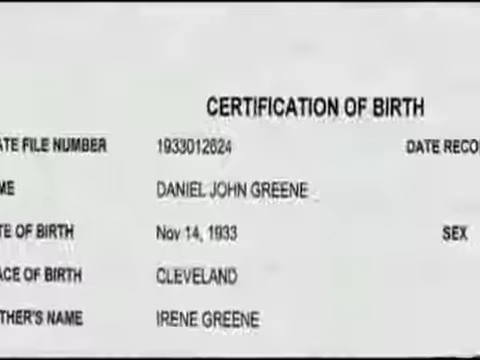 CERTIFICATION OF BIRTH
ATE FILE NUMBER 1933012624 DATE RECO
ME DANIEL JOHN GREENE
TE OF BIRTH Nov 14, 1933 SEX
ACE OF BIRTH CLEVELAND
THER'S NAME IRENE GREENE